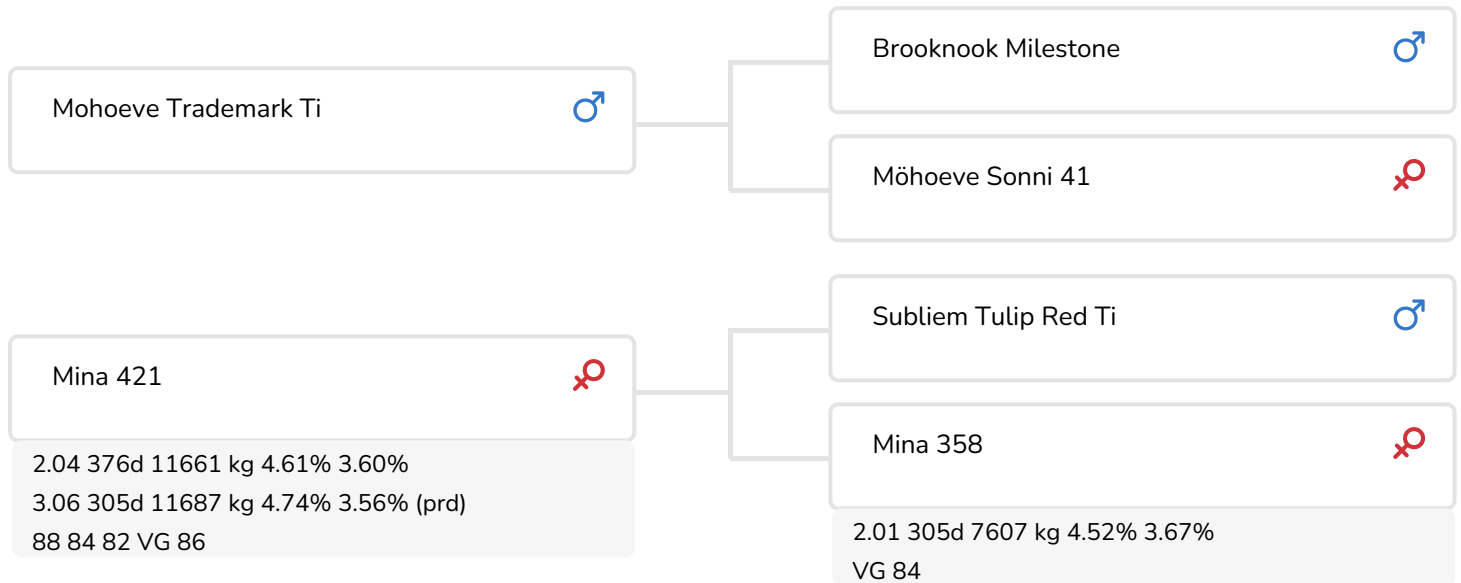 Brooknook Milestone
Mohoeve Trademark Ti
Möhoeve Sonni 41
Subliem Tulip Red Ti
Mina 421
Mina 358
2.04 376d 11661 kg 4.61% 3.60%
3.06 305d 11687 kg 4.74% 3.56% (prd)
88 84 82 VG 86
2.01 305d 7607 kg 4.52% 3.67%
VG 84